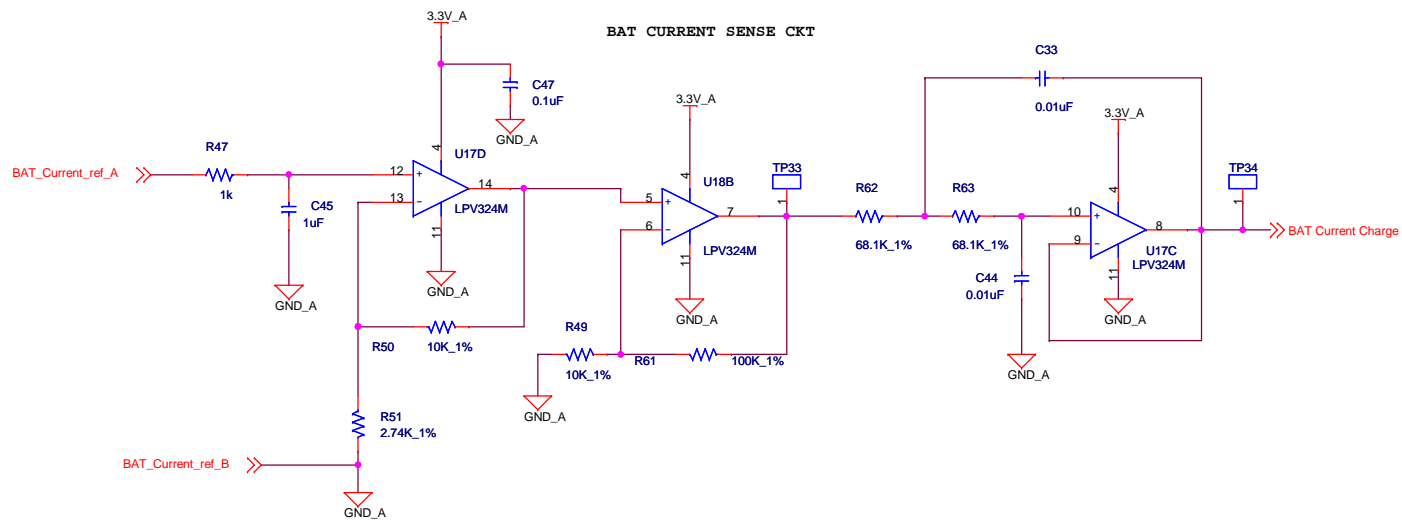 3.3V_A
BAT CURRENT SENSE CKT
C33
C47
0.1uF
0.01uF
3.3V_A
3.3V_A
GND_A
R47
4
U17D
BAT_Current_ref_A
12
+
TP33
TP34
1k
14
4
U18B
1
R62
R63
4
1
C45
1uF
13
-
LPV324M
5
+
7
10
+
8
BAT Current Charge
11
6
-
68.1K_1%
68.1K_1%
9
-
U17C
LPV324M
11
LPV324M
C44
0.01uF
11
GND_A
GND_A
GND_A
GND_A
R50
10K_1%
R49
10K_1%
R61
100K_1%
GND_A
GND_A
R51
2.74K_1%
BAT_Current_ref_B
GND_A